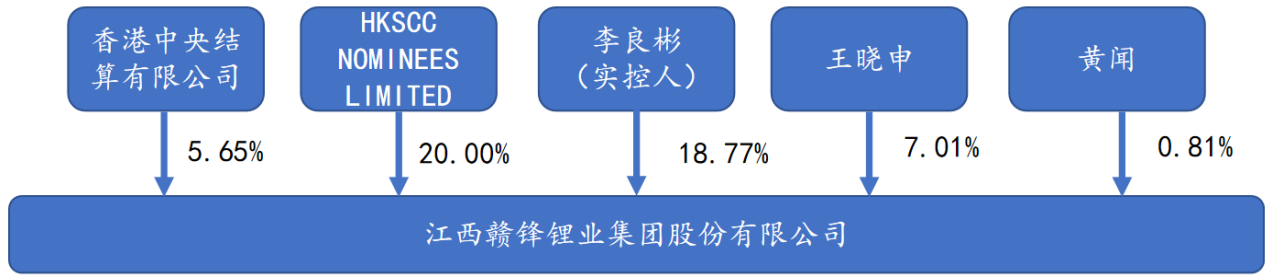 香港中央结
算有限公司
HKSCC
NOMINEES
LIMITED
李良彬
（实控人）
王晓申
黄闻
5.65%
20.00%
18.77%
7.01%
0.81%
江西赣锋锂业集团股份有限公司